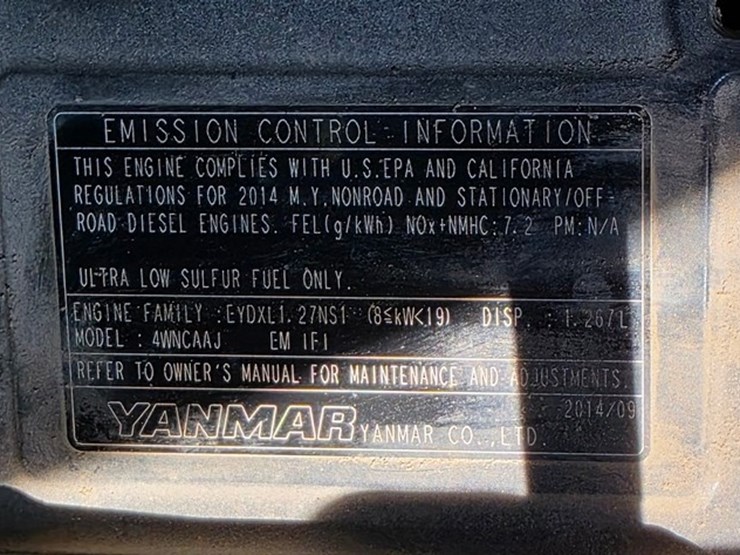 EMISSION CONTROL INFORMATION
THIS ENGINE COMPLIES WITH U.S.EPA AND CALIFORNIA
REGULATIONS FOR 2014 M.Y.NONROAD AND STATIONARY/OFF-
ROAD DIESEL ENGINES. FEL(g/kWh) NOx+NMHC:7.2 PM:N/A
ULTRA LOW SULFUR FUEL ONLY.
ENGINE FAMILY :EYDXL1.27NS1 (8≤kW<19) DISP. :1.267L
MODEL : 4WNCAAJ EM IFI
REFER TO OWNER'S MANUAL FOR MAINTENANCE AND ADJUSTMENTS.
2014/09
YANMAR YANMAR CO.,LTD.